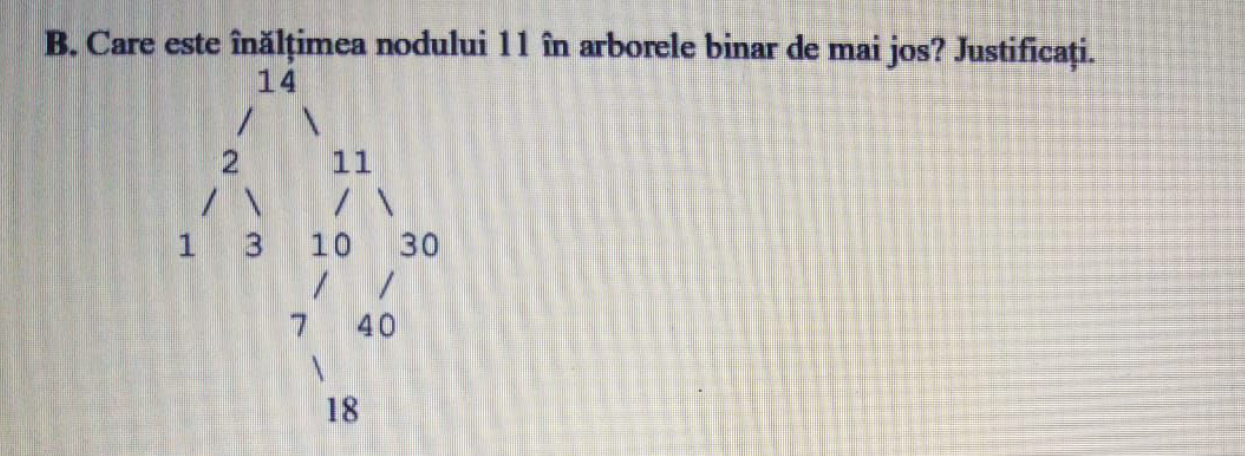 B. Care este înălțimea nodului 11 în arborele binar de mai jos? Justificați.
14
/ \
2 11
/ \ / \
1 3 10 30
/ /
7 40
\
18